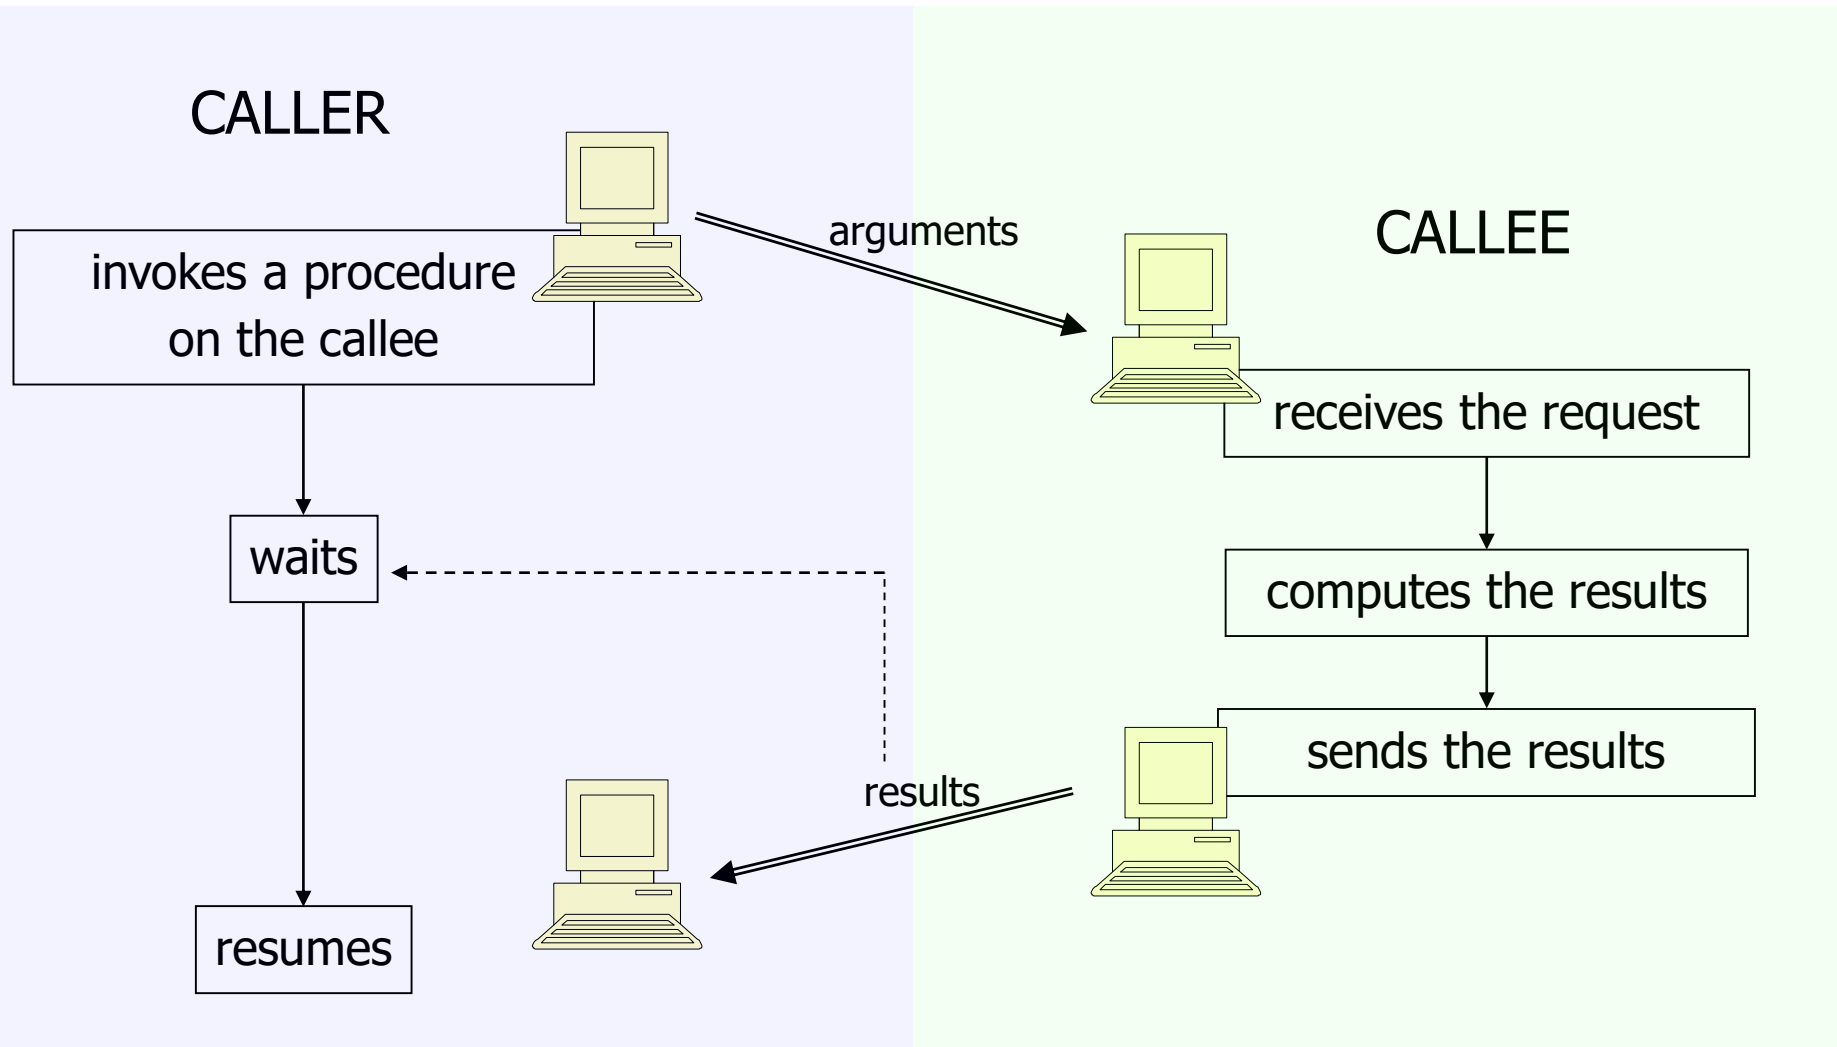 CALLER
invokes a procedure
on the callee
waits
resumes
arguments
results
CALLEE
receives the request
computes the results
sends the results